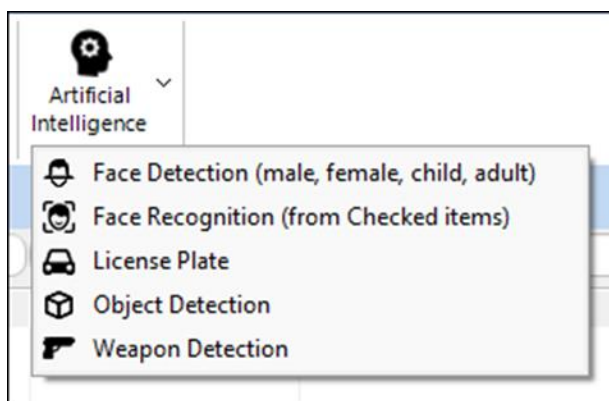 Artificial
Intelligence
Face Detection (male, female, child, adult)
Face Recognition (from Checked items)
License Plate
Object Detection
Weapon Detection